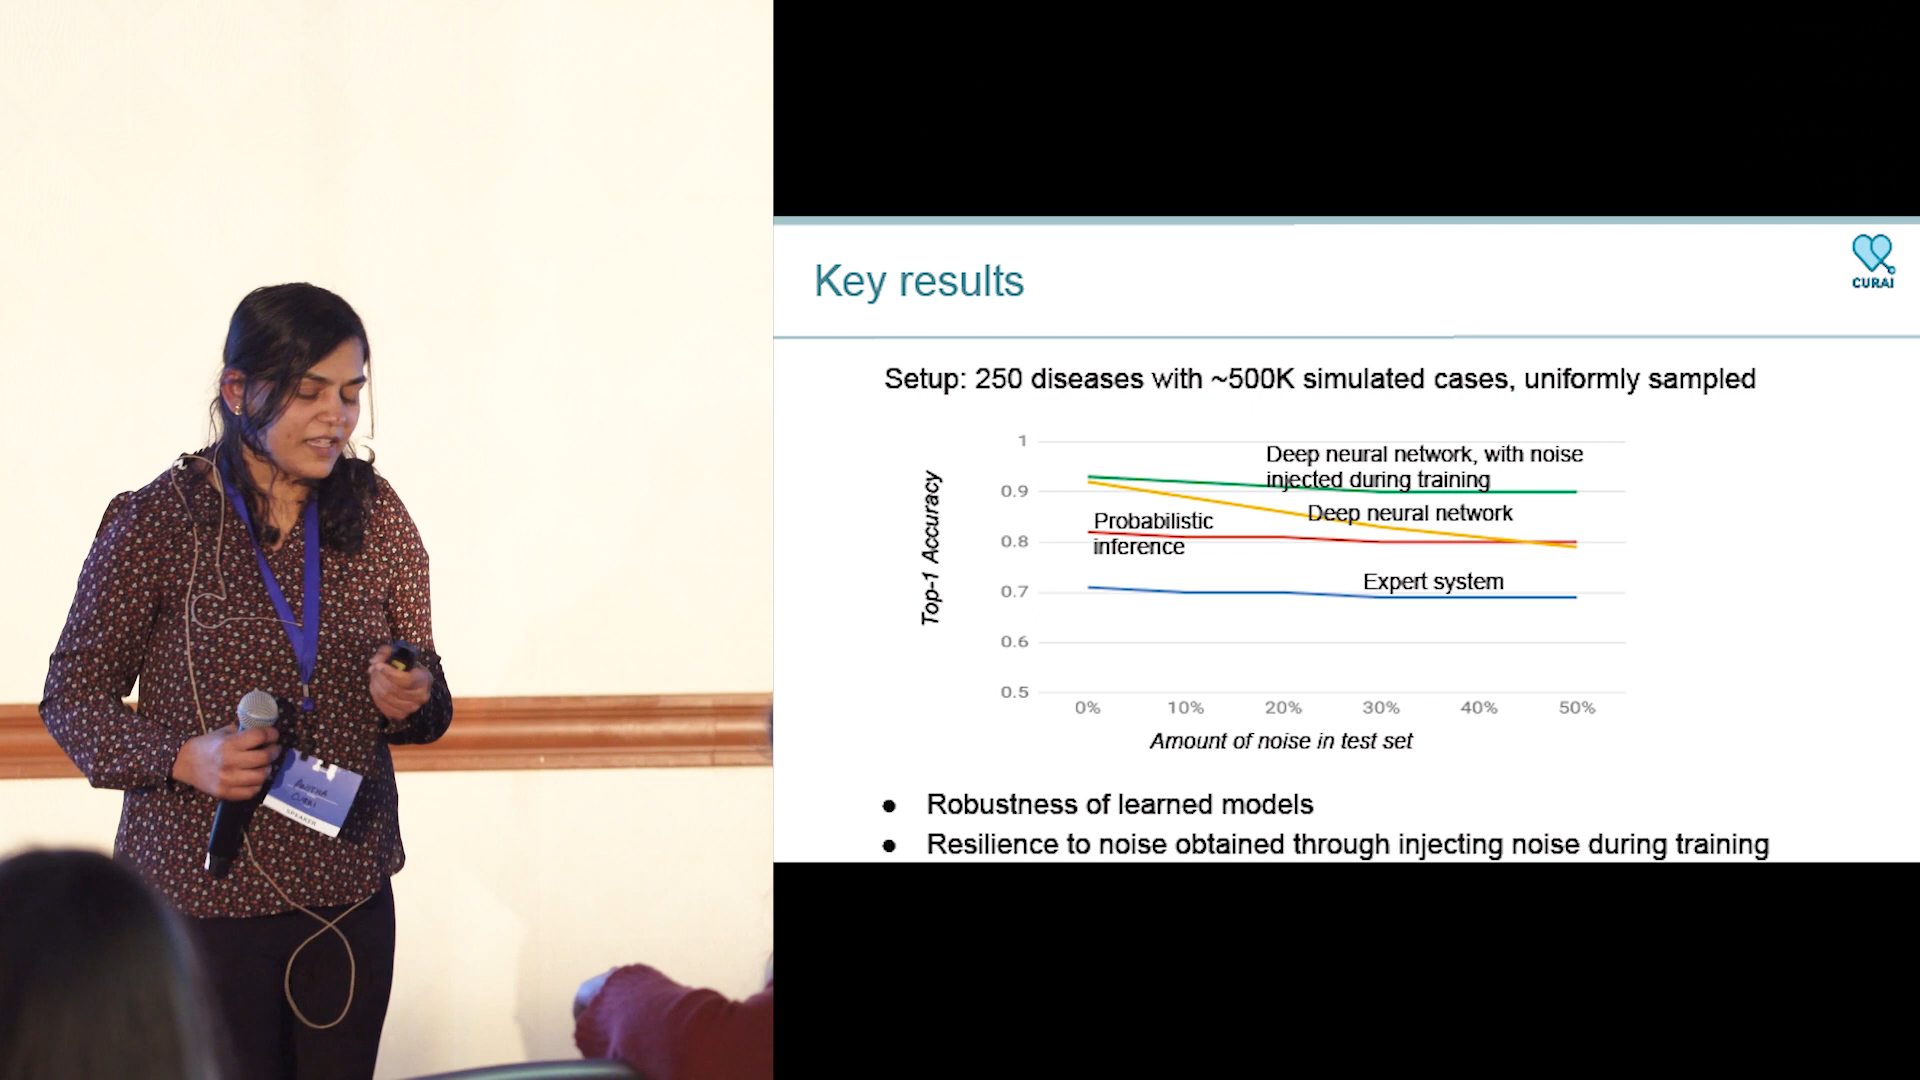 ANITHA
CURAI
SPEAKER
Key results
CURAI
Setup: 250 diseases with ~500K simulated cases, uniformly sampled
Top-1 Accuracy
1
0.9
0.8
0.7
0.6
0.5
Deep neural network, with noise
injected during training
Deep neural network
Probabilistic
inference
Expert system
0% 10% 20% 30% 40% 50%
Amount of noise in test set
● Robustness of learned models
● Resilience to noise obtained through injecting noise during training